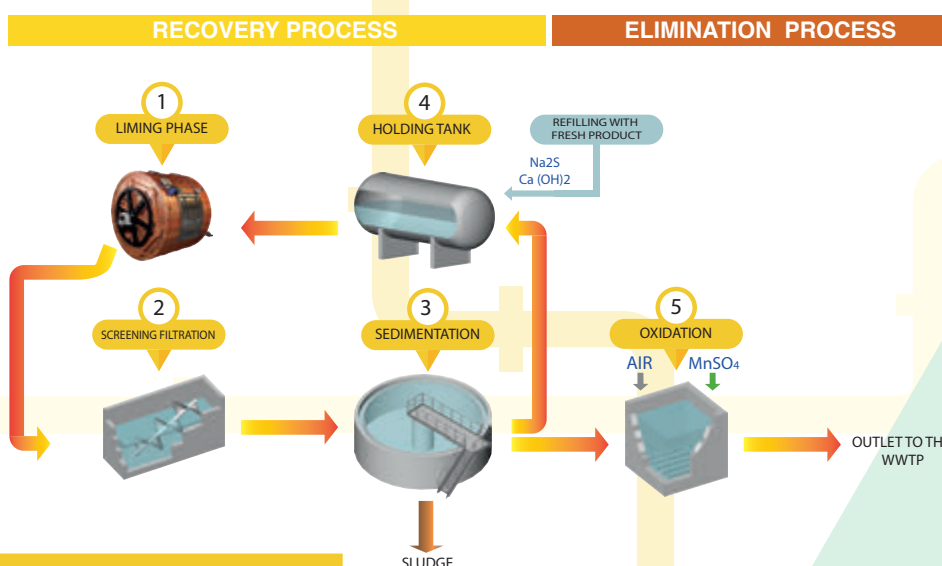 RECOVERY PROCESS
ELIMINATION PROCESS
1
LIMING PHASE
4
HOLDING TANK
REFILLING WITH
FRESH PRODUCT
Na2S
Ca (OH)2
2
SCREENING FILTRATION
3
SEDIMENTATION
5
OXIDATION
AIR
MnSO₄
OUTLET TO TH
WWTP
SLUDGE